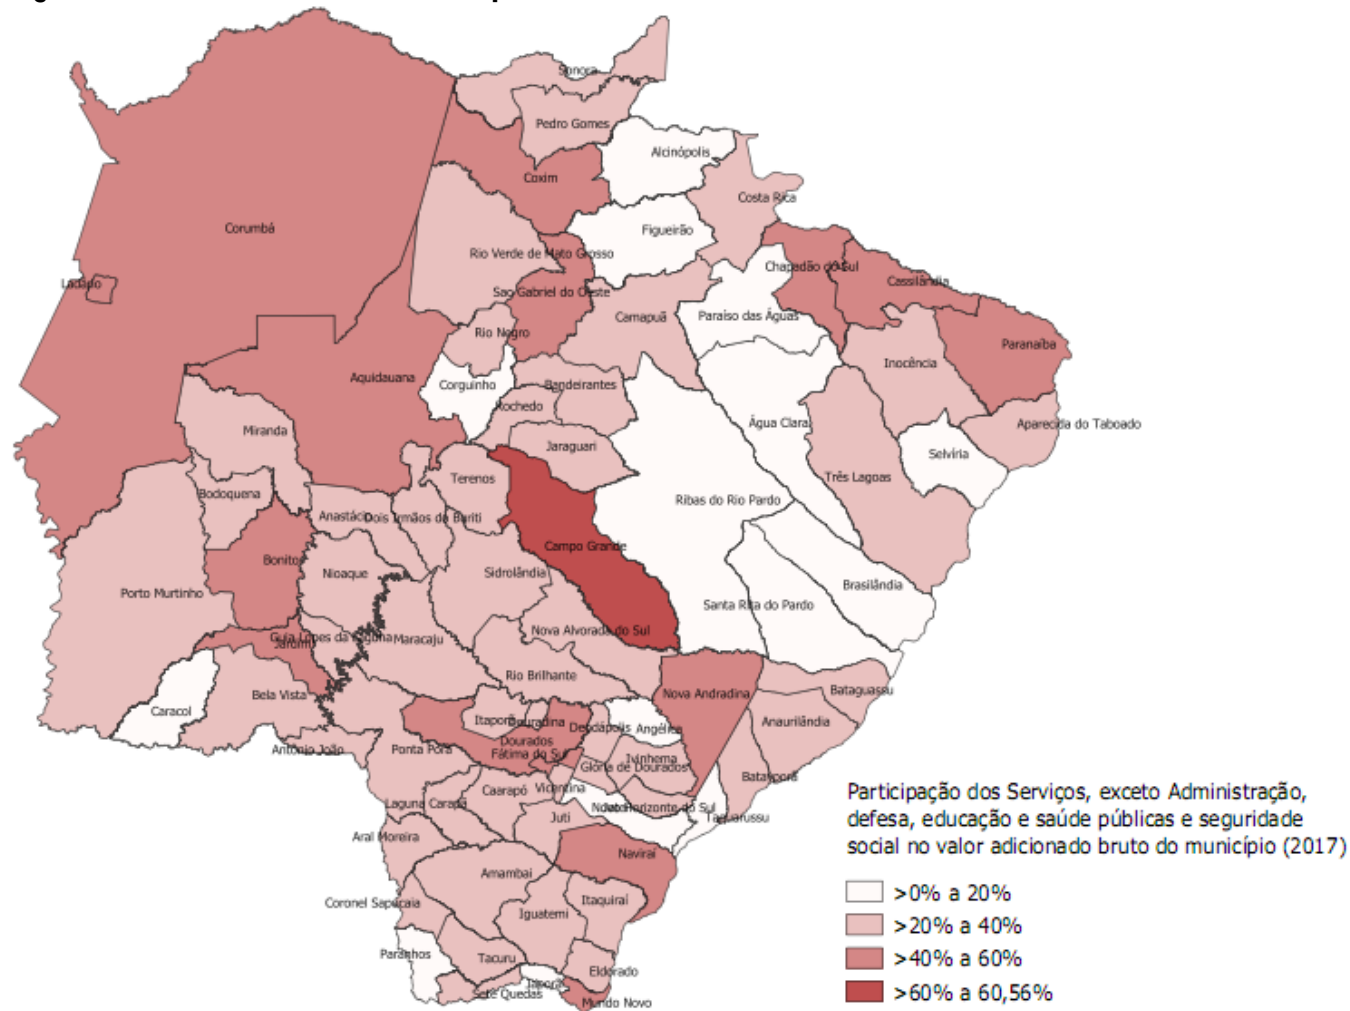 Sonora
Pedro Gomes
Alcinópolis
Coxim
Costa Rica
Corumbá
Figueirão
Rio Verde de Mato Grosso
Chapadão do Sul
Cassilândia
Ladário
Sao Gabriel do Oeste
Camapuã
Paraíso das Águas
Rio Negro
Paranaíba
Inocência
Aquidauana
Corguinho
Bandeirantes
Rochedo
Água Clara
Aparecida do Taboado
Miranda
Jaraguari
Selvíria
Terenos
Três Lagoas
Bodoquena
Ribas do Rio Pardo
Anastácio
Dois Irmãos do Buriti
Campo Grande
Bonito
Nioaque
Sidrolândia
Brasilândia
Porto Murtinho
Santa Rita do Pardo
Nova Alvorada do Sul
Guia Lopes da Laguna
Maracaju
Jardim
Rio Brilhante
Bela Vista
Nova Andradina
Bataguassu
Caracol
Itaporã
Douradina
Deodápolis
Angélica
Anaurilândia
Dourados
Antônio João
Ponta Porã
Fátima do Sul
Ivinhema
Glória de Dourados
Batayporã
Caarapó
Vicentina
Laguna Carapã
Novo Horizonte do Sul
Juti
Taquarussu
Aral Moreira
Naviraí
Amambai
Coronel Sapucaia
Itaquiraí
Iguatemi
Paranhos
Tacuru
Eldorado
Japorã
Sete Quedas
Mundo Novo
Participação dos Serviços, exceto Administração,
defesa, educação e saúde públicas e seguridade
social no valor adicionado bruto do município (2017)
>0% a 20%
>20% a 40%
>40% a 60%
>60% a 60,56%